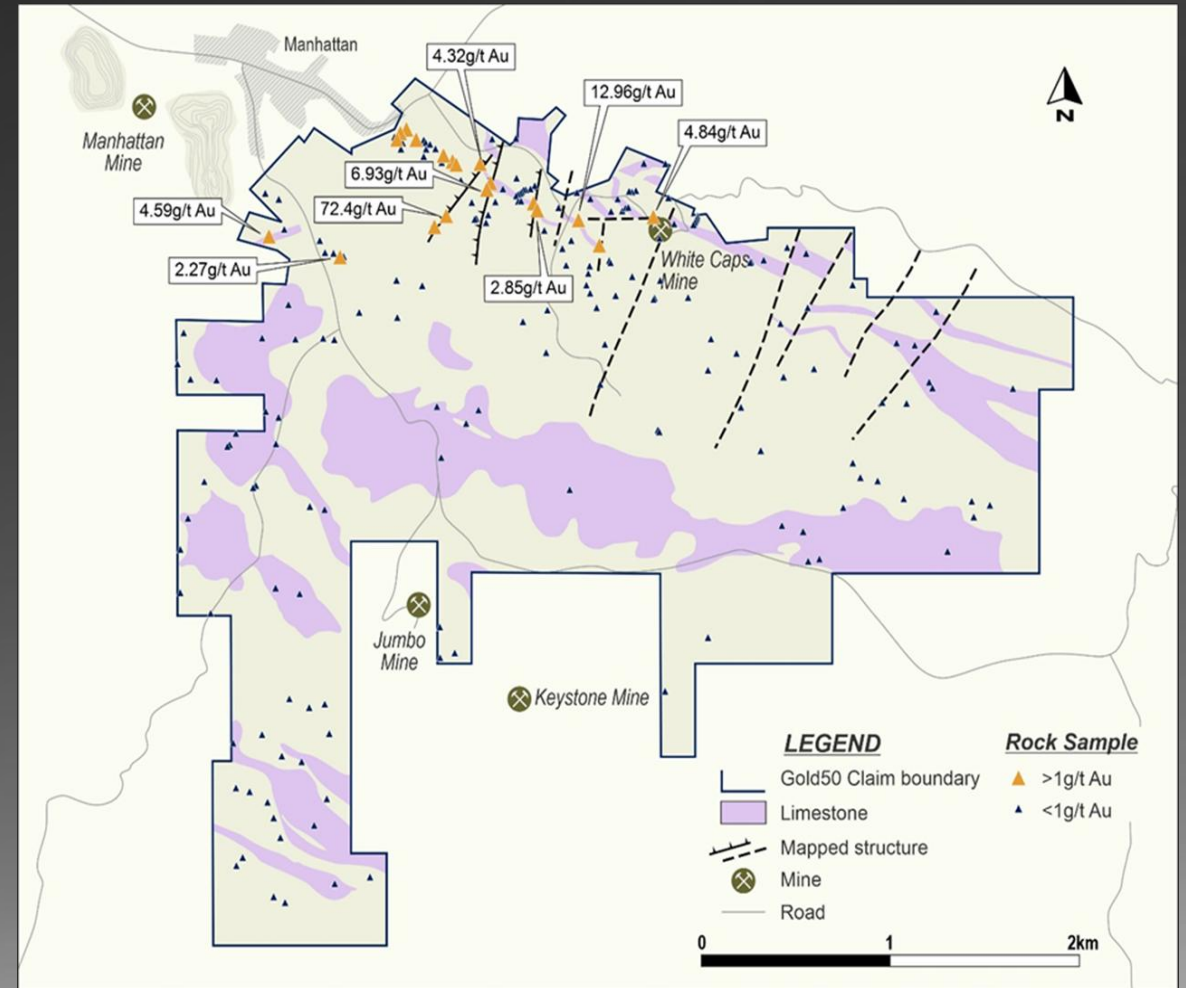 Manhattan
4.32g/t Au
12.96g/t Au
Manhattan
Mine
4.84g/t Au
6.93g/t Au
4.59g/t Au
72.4g/t Au
2.27g/t Au
White Caps
Mine
2.85g/t Au
N
Jumbo
Mine
Keystone Mine
LEGEND
Gold50 Claim boundary
Limestone
Mapped structure
Mine
Road
Rock Sample
>1g/t Au
<1g/t Au
0 1 2km